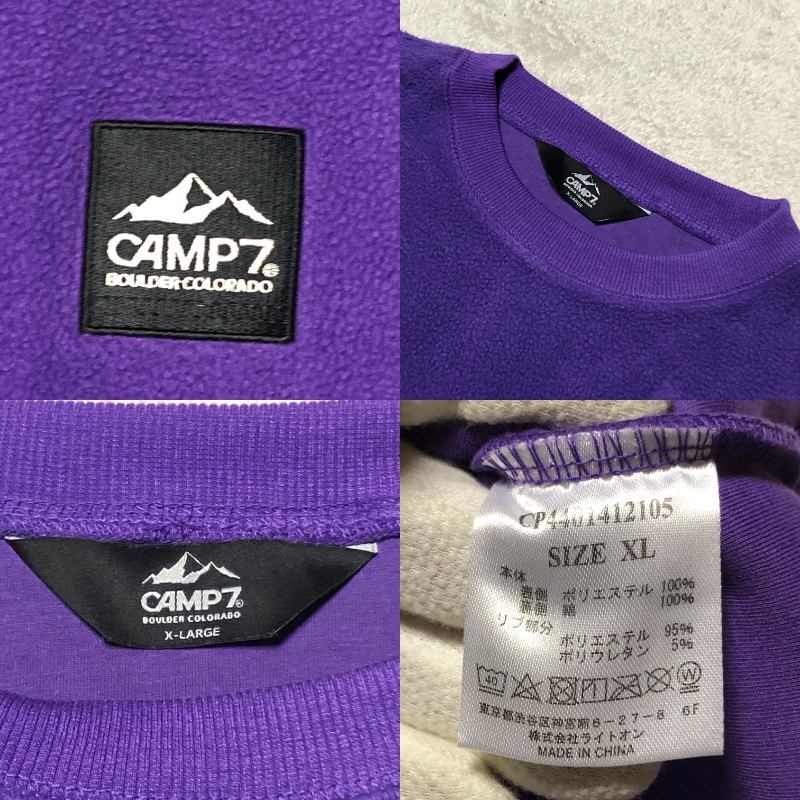 CAMP7®
BOULDER COLORADO
CAMP7
BOULDER COLORADO
X-LARGE
CAMP7®
BOULDER COLORADO
X-LARGE
CP4401412105
SIZE XL
本体
表側 ポリエステル 100%
裏側 綿 100%
リブ部分
ポリエステル 95%
ポリウレタン 5%
40 W
東京都渋谷区神宮前6-27-8 6F
株式会社ライトオン
MADE IN CHINA